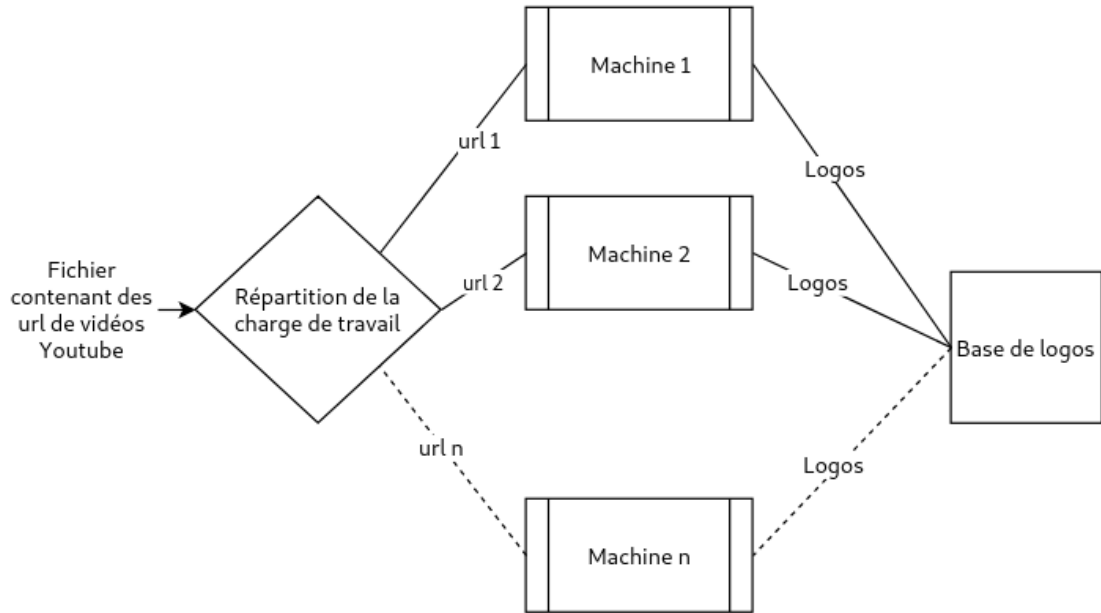 Machine 1
url 1
Logos
Machine 2
url 2
Logos
Fichier
contenant des
url de vidéos
Youtube
Répartition de la
charge de travail
Base de logos
url n
Logos
Machine n